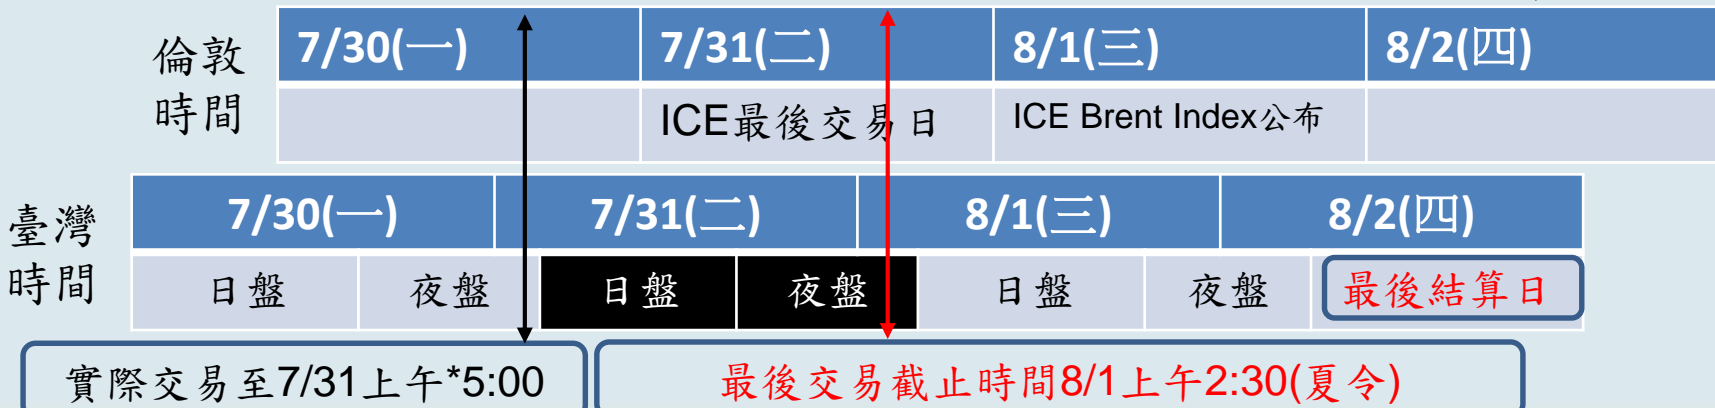 倫敦時間
7/30(一) 7/31(二) 8/1(三) 8/2(四)
ICE最後交易日 ICE Brent Index公布
臺灣時間
7/30(一) 7/31(二) 8/1(三) 8/2(四)
日盤 夜盤 日盤 夜盤 日盤 夜盤 最後結算日
實際交易至7/31上午*5:00 最後交易截止時間8/1上午2:30(夏令)